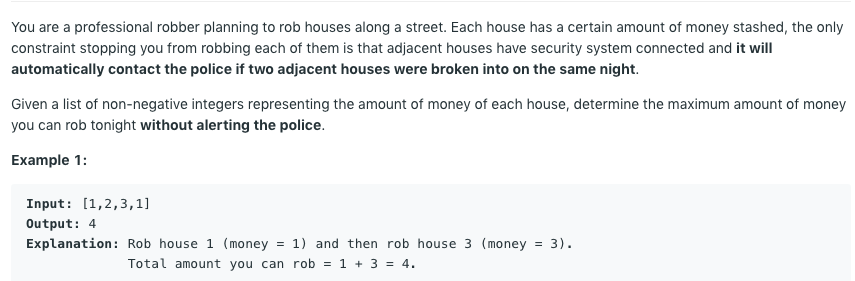 You are a professional robber planning to rob houses along a street. Each house has a certain amount of money stashed, the only
constraint stopping you from robbing each of them is that adjacent houses have security system connected and it will
automatically contact the police if two adjacent houses were broken into on the same night.
Given a list of non-negative integers representing the amount of money of each house, determine the maximum amount of money
you can rob tonight without alerting the police.
Example 1:
Input: [1,2,3,1]
Output: 4
Explanation: Rob house 1 (money = 1) and then rob house 3 (money = 3).
Total amount you can rob = 1 + 3 = 4.